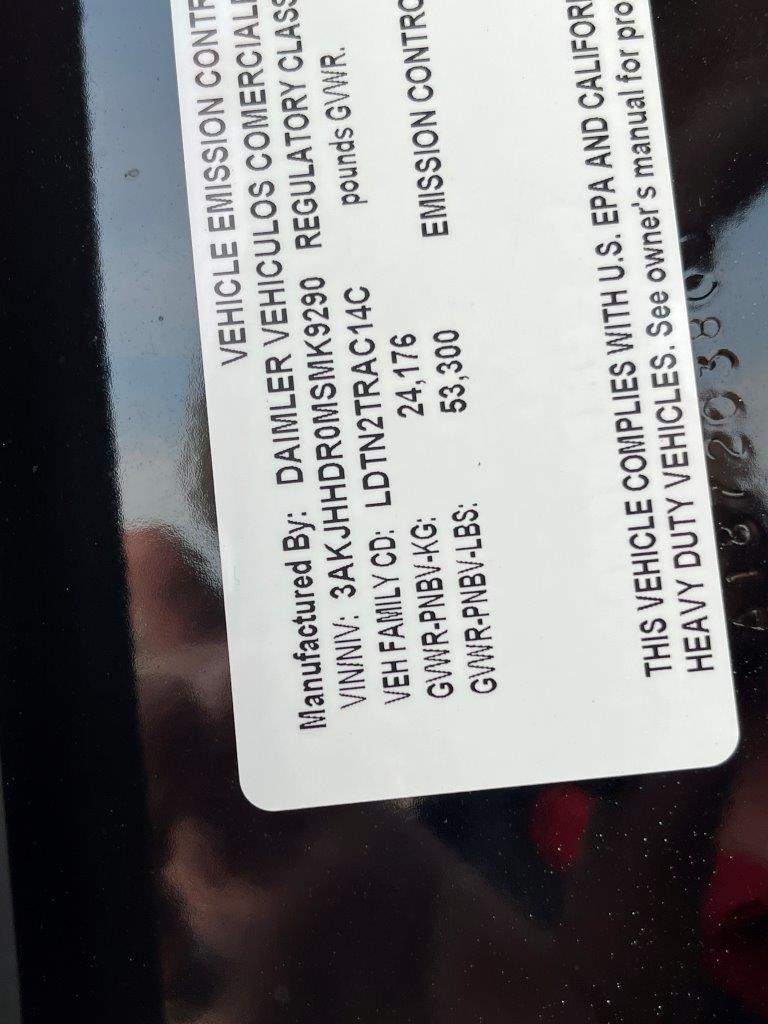 VEHICLE EMISSION CONTR
Manufactured By: DAIMLER VEHICULOS COMERCIALE
VIN/NIV: 3AKJHHDR0MSMK9290 REGULATORY CLASS
VEH FAMILY CD: LDTN2TRAC14C pounds GVWR.
GVWR-PNBV-KG: 24,176
GVWR-PNBV-LBS: 53,300 EMISSION CONTRO
THIS VEHICLE COMPLIES WITH U.S. EPA AND CALIFOR
HEAVY DUTY VEHICLES. See owner's manual for pro